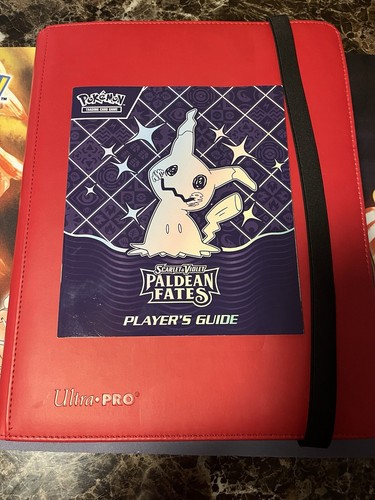 Pokémon
TRADING CARD GAME
SCARLET & VIOLET
PALDEAN
FATES
PLAYER'S GUIDE
Ultra•PRO®